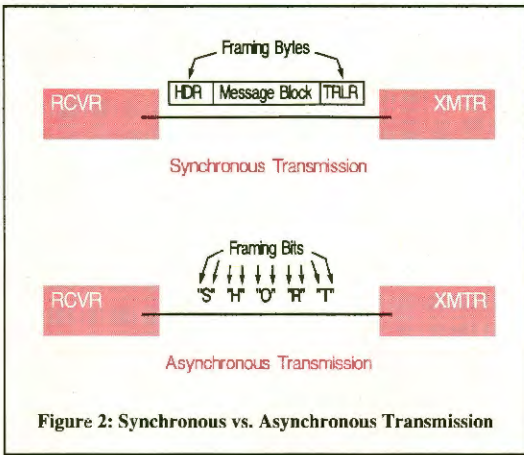 Framing Bytes
RCVR HDR Message Block TRLR XMTR
Synchronous Transmission
Framing Bits
RCVR "S" "H" "O" "R" "T" XMTR
Asynchronous Transmission
Figure 2: Synchronous vs. Asynchronous Transmission